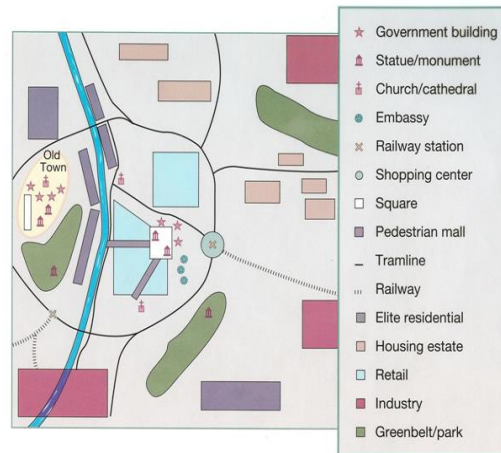 Old
Town
Government building
Statue/monument
Church/cathedral
Embassy
Railway station
Shopping center
Square
Pedestrian mall
Tramline
Railway
Elite residential
Housing estate
Retail
Industry
Greenbelt/park